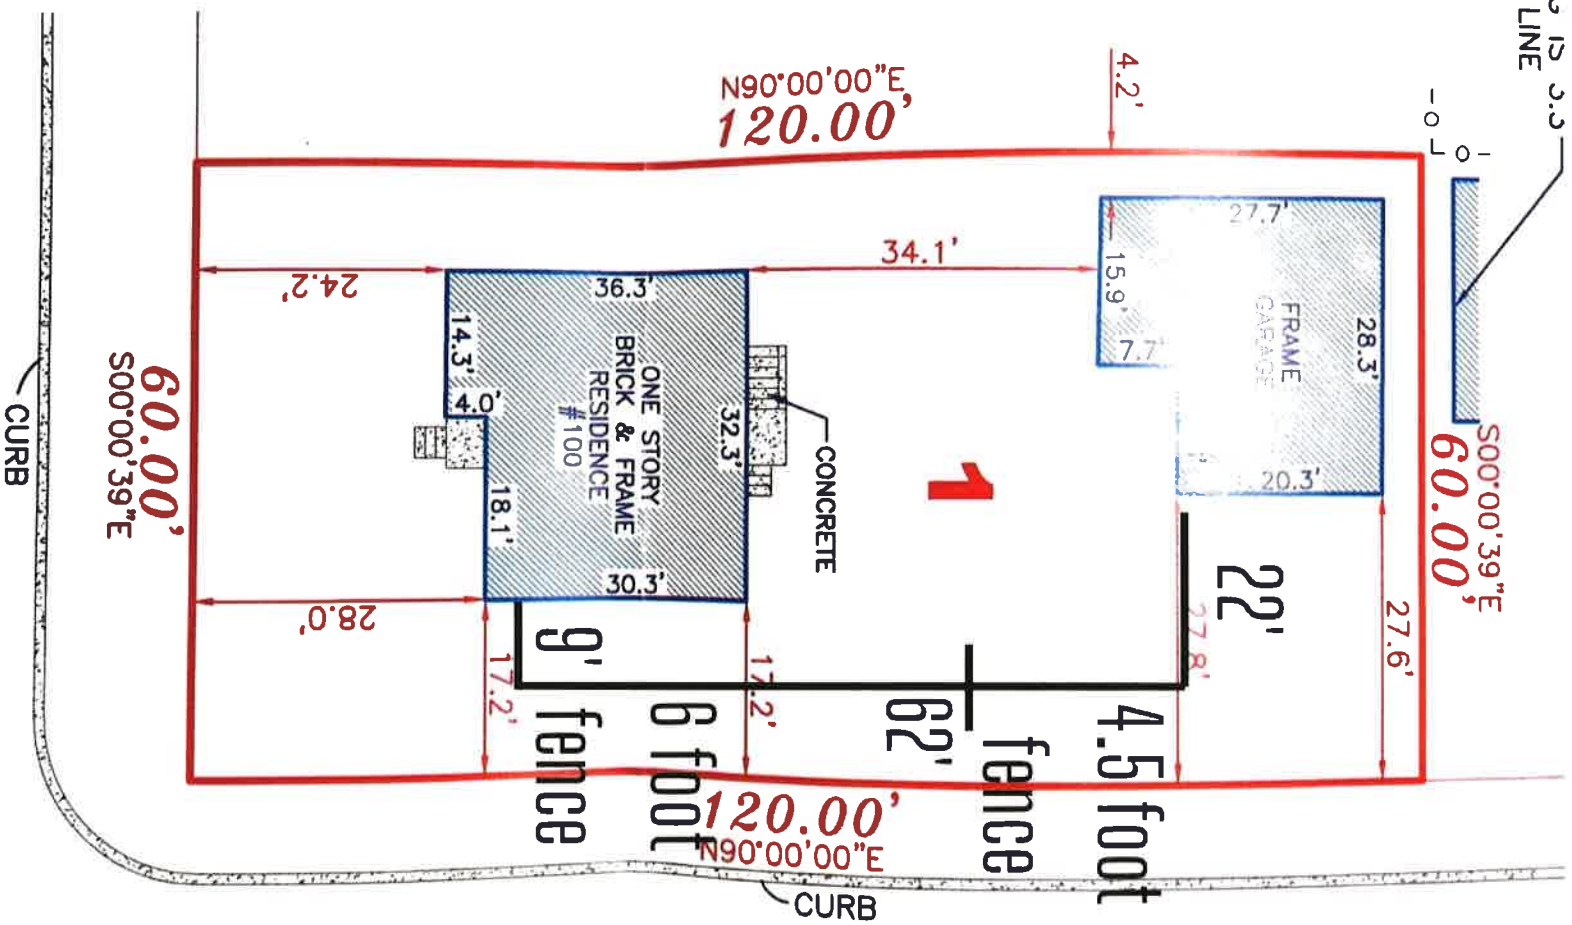 LINE
N90°00'00"E
120.00'
4.2'
27.7'
34.1'
24.2'
36.3'
15.9'
FRAME
GARAGE
28.3'
7.7'
14.3'
4.0'
ONE STORY
BRICK & FRAME
RESIDENCE
#100
32.3'
CONCRETE
1
20.3'
S00°00'39"E
60.00'
S00°00'39"E
60.00'
CURB
18.1'
30.3'
28.0'
17.2'
17.2'
27.8'
27.6'
22'
9'
62'
6 foot
fence
4.5 foot
fence
120.00'
N90°00'00"E
CURB